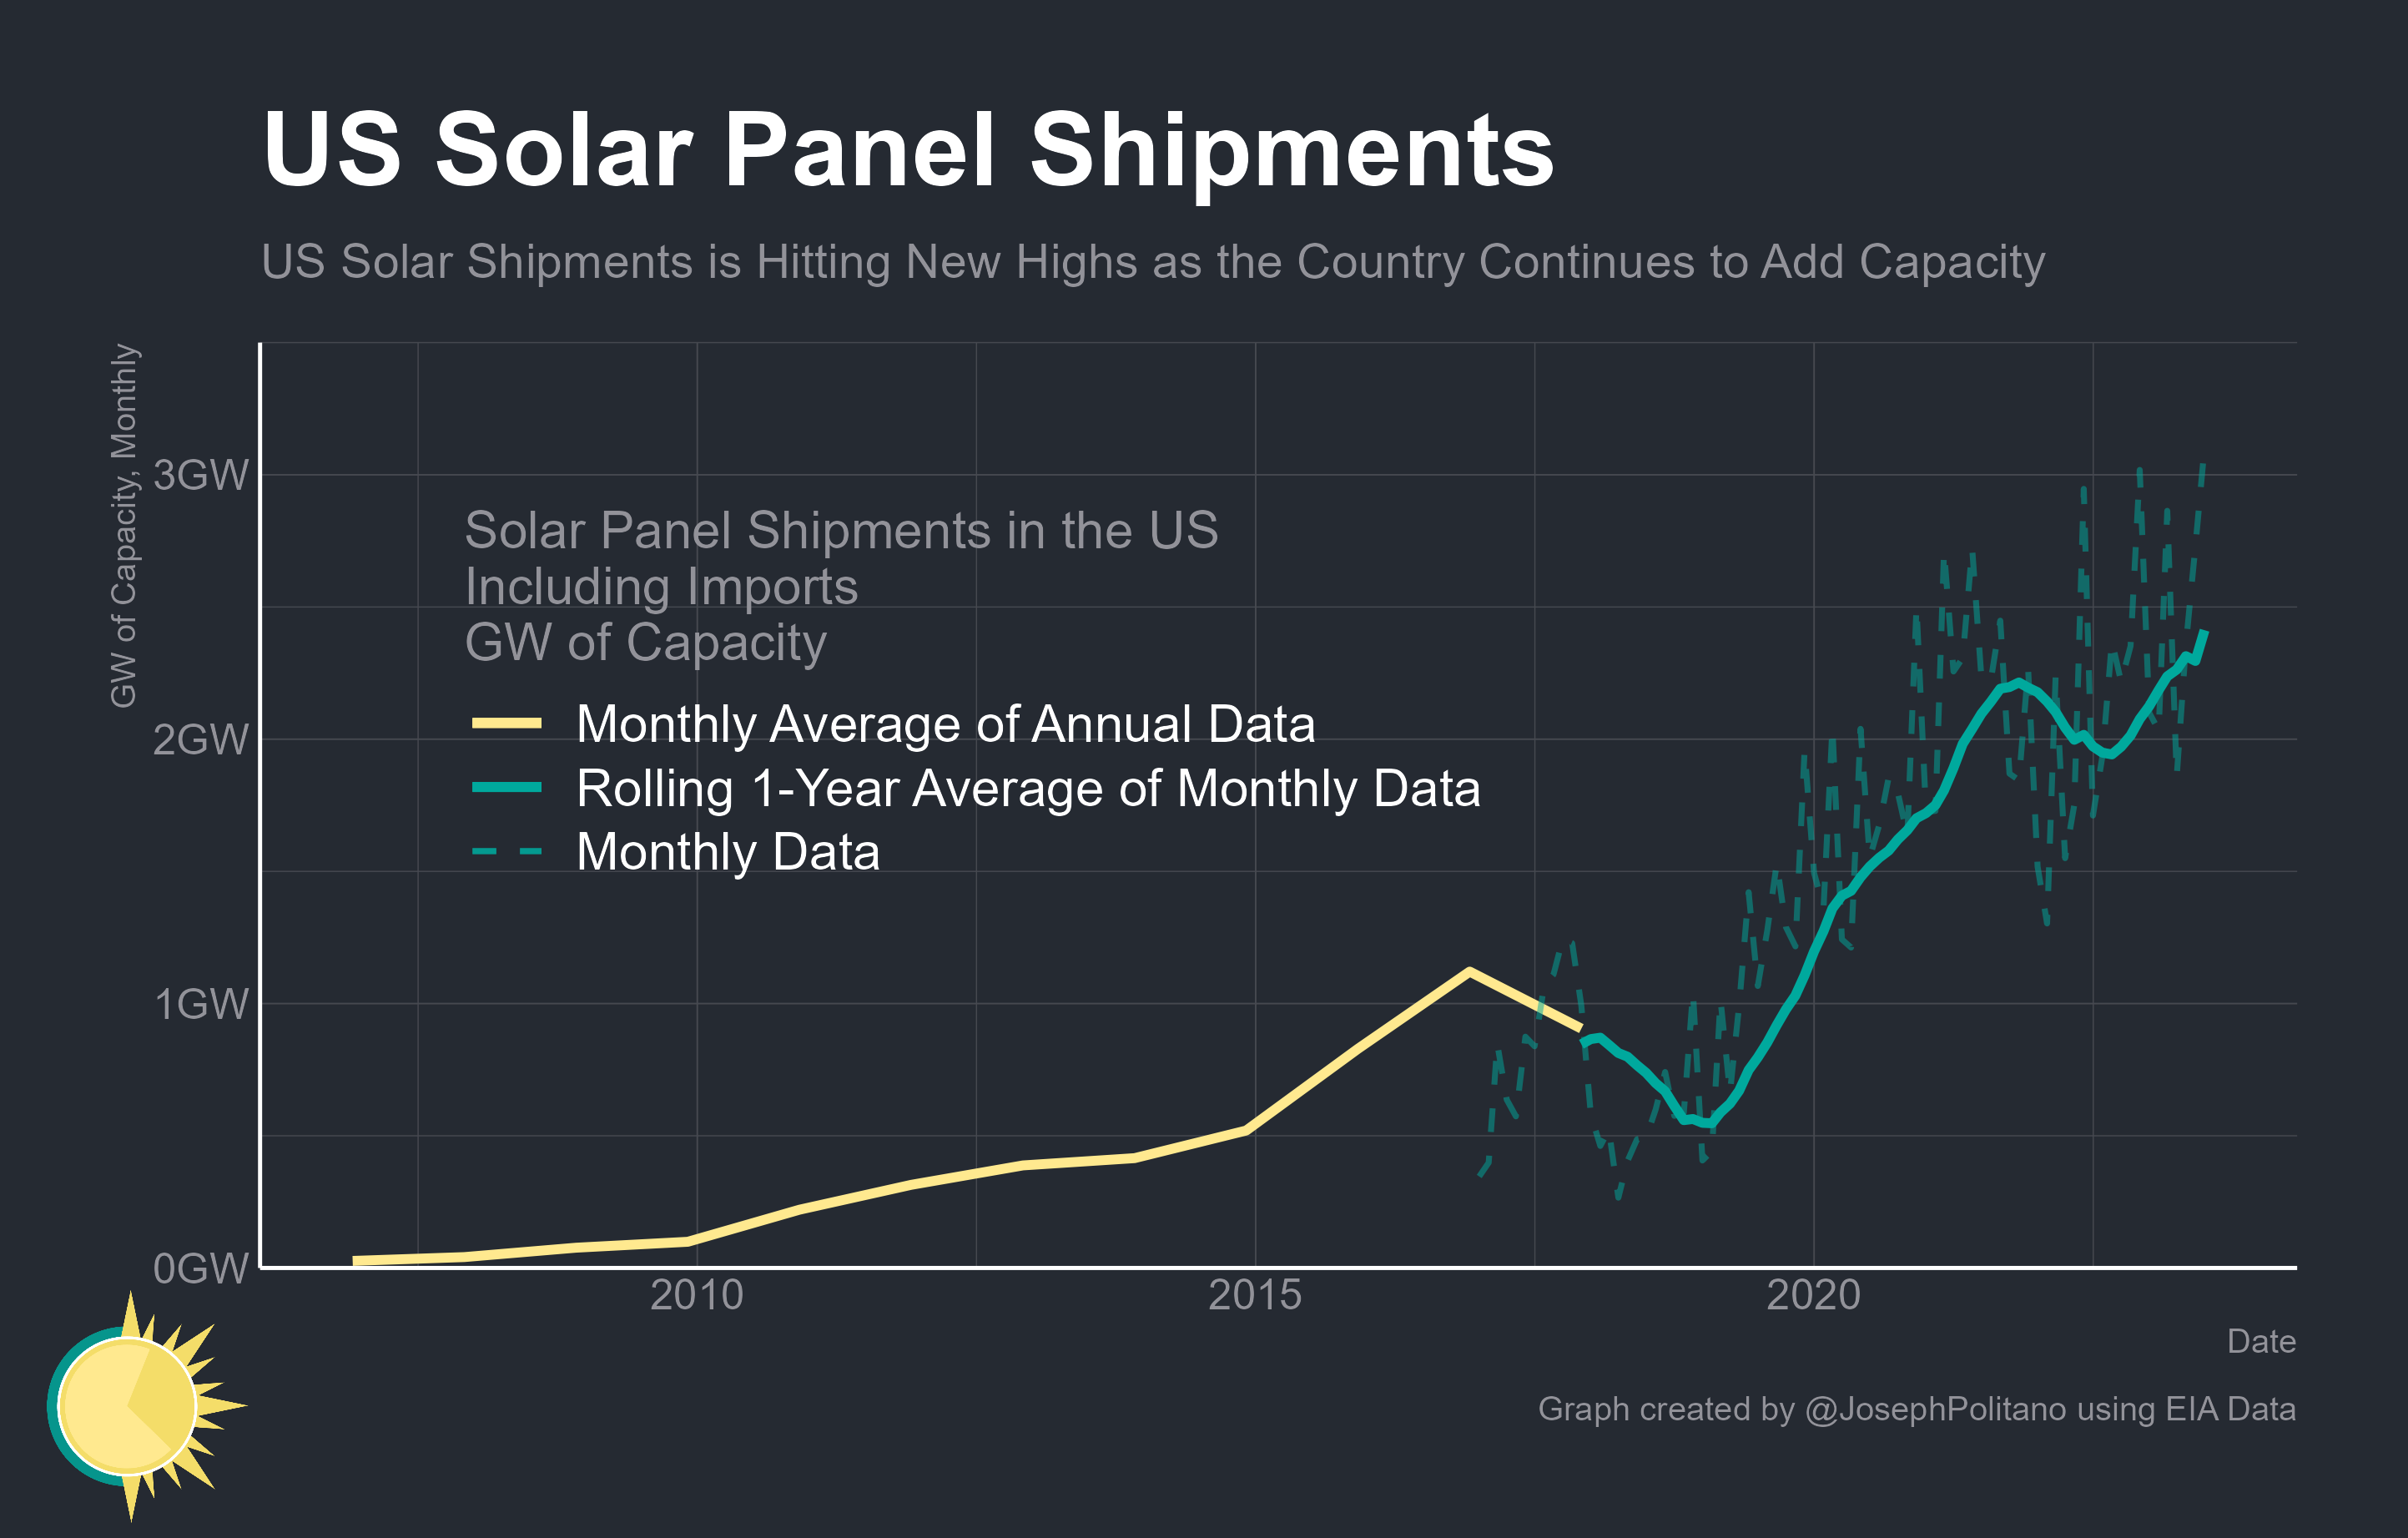 US Solar Panel Shipments
US Solar Shipments is Hitting New Highs as the Country Continues to Add Capacity
GW of Capacity, Monthly
3GW
2GW
1GW
0GW
Solar Panel Shipments in the US
Including Imports
GW of Capacity
Monthly Average of Annual Data
Rolling 1-Year Average of Monthly Data
Monthly Data
2010
2015
2020
Date
Graph created by @JosephPolitano using EIA Data